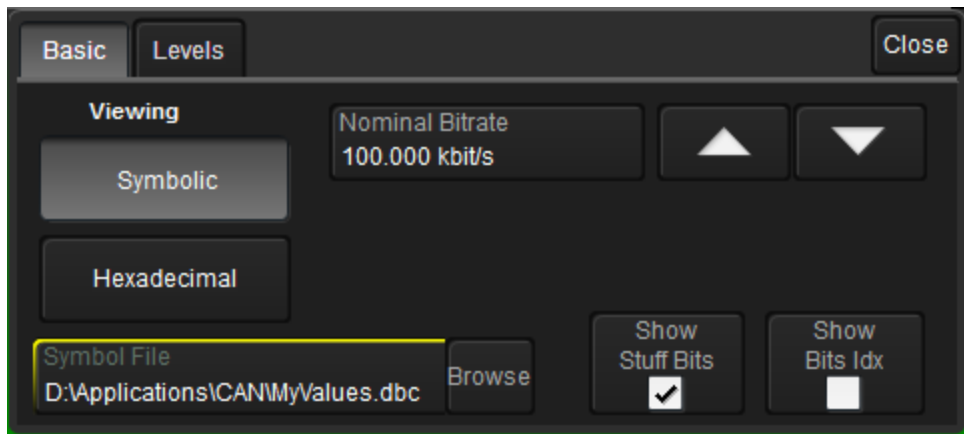 Basic
Levels
Close
Viewing
Nominal Bitrate
100.000 kbit/s
Symbolic
Hexadecimal
Show
Stuff Bits
Show
Bits Idx
Symbol File
D:\Applications\CAN\MyValues.dbc
Browse